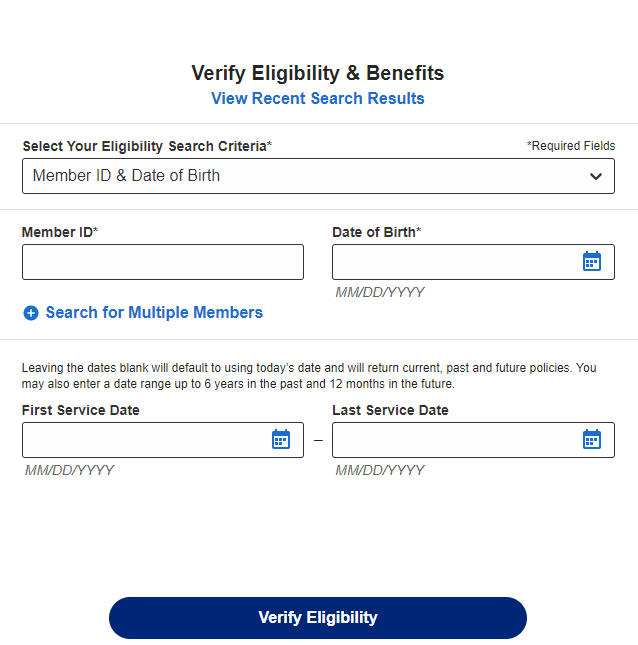 Verify Eligibility & Benefits
View Recent Search Results
Select Your Eligibility Search Criteria*
*Required Fields
Member ID & Date of Birth
Member ID*
Date of Birth*
MM/DD/YYYY
Search for Multiple Members
Leaving the dates blank will default to using today’s date and will return current, past and future policies. You
may also enter a date range up to 6 years in the past and 12 months in the future.
First Service Date
Last Service Date
–
MM/DD/YYYY
MM/DD/YYYY
Verify Eligibility